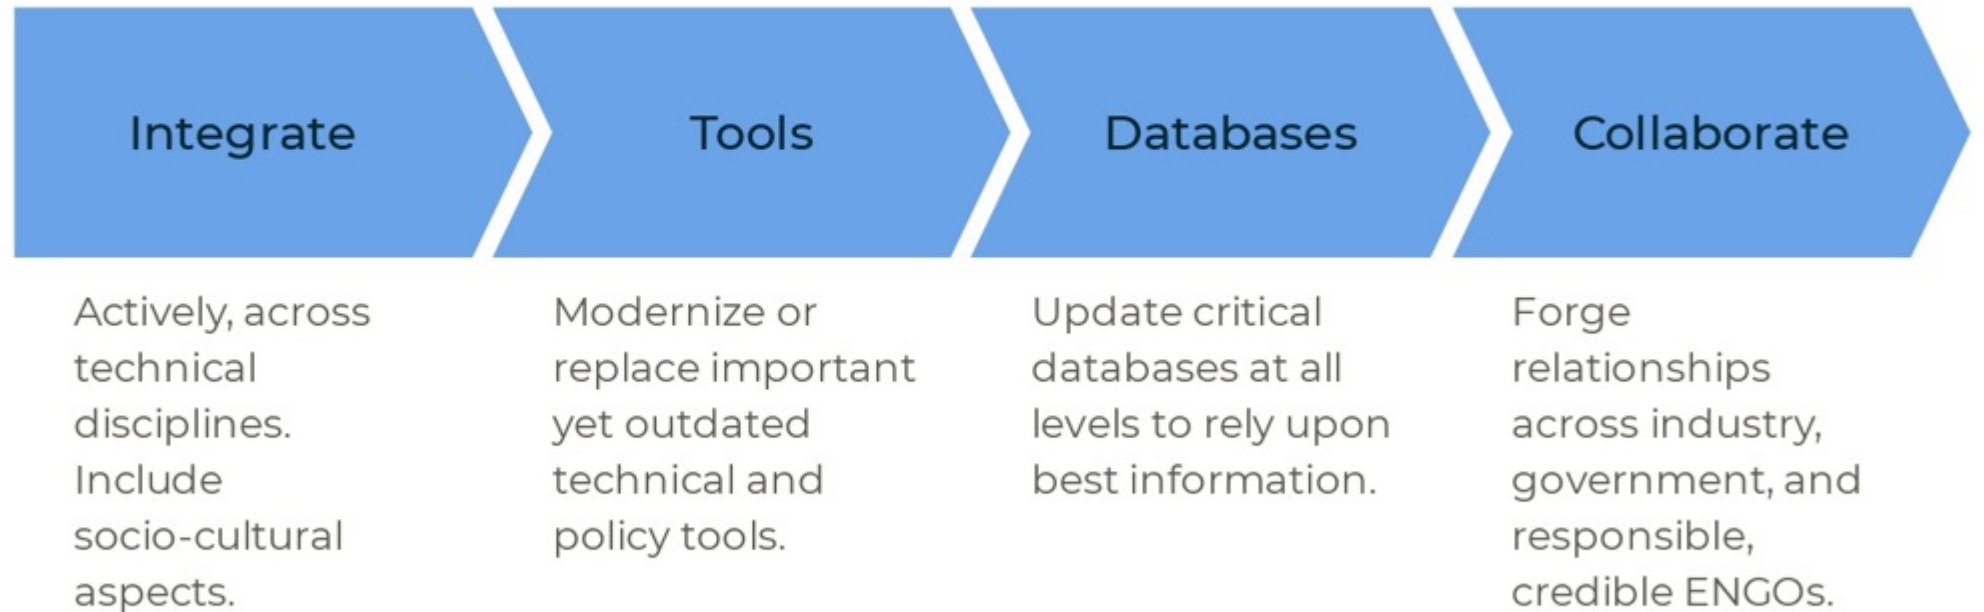 Integrate
Actively, across
technical
disciplines.
Include
socio-cultural
aspects.
Tools
Modernize or
replace important
yet outdated
technical and
policy tools.
Databases
Update critical
databases at all
levels to rely upon
best information.
Collaborate
Forge
relationships
across industry,
government, and
responsible,
credible ENGOs.